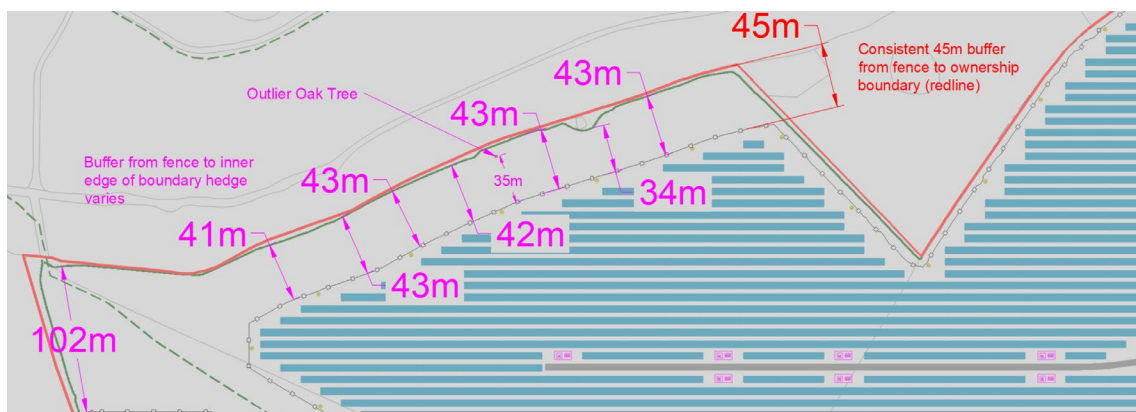 45m
Consistent 45m buffer
from fence to ownership
boundary (redline)
43m
Outlier Oak Tree
43m
Buffer from fence to inner
edge of boundary hedge
varies
43m
35m
34m
41m
42m
43m
102m